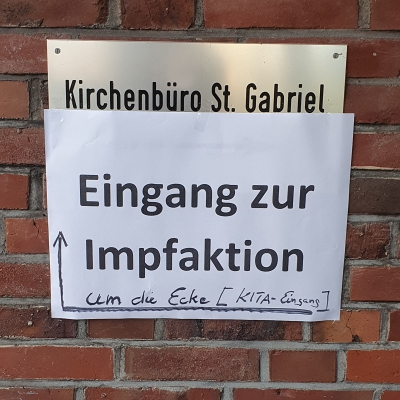 Kirchenbüro St. Gabriel
Eingang zur
Impfaktion
um die Ecke [KITA-Eingang]